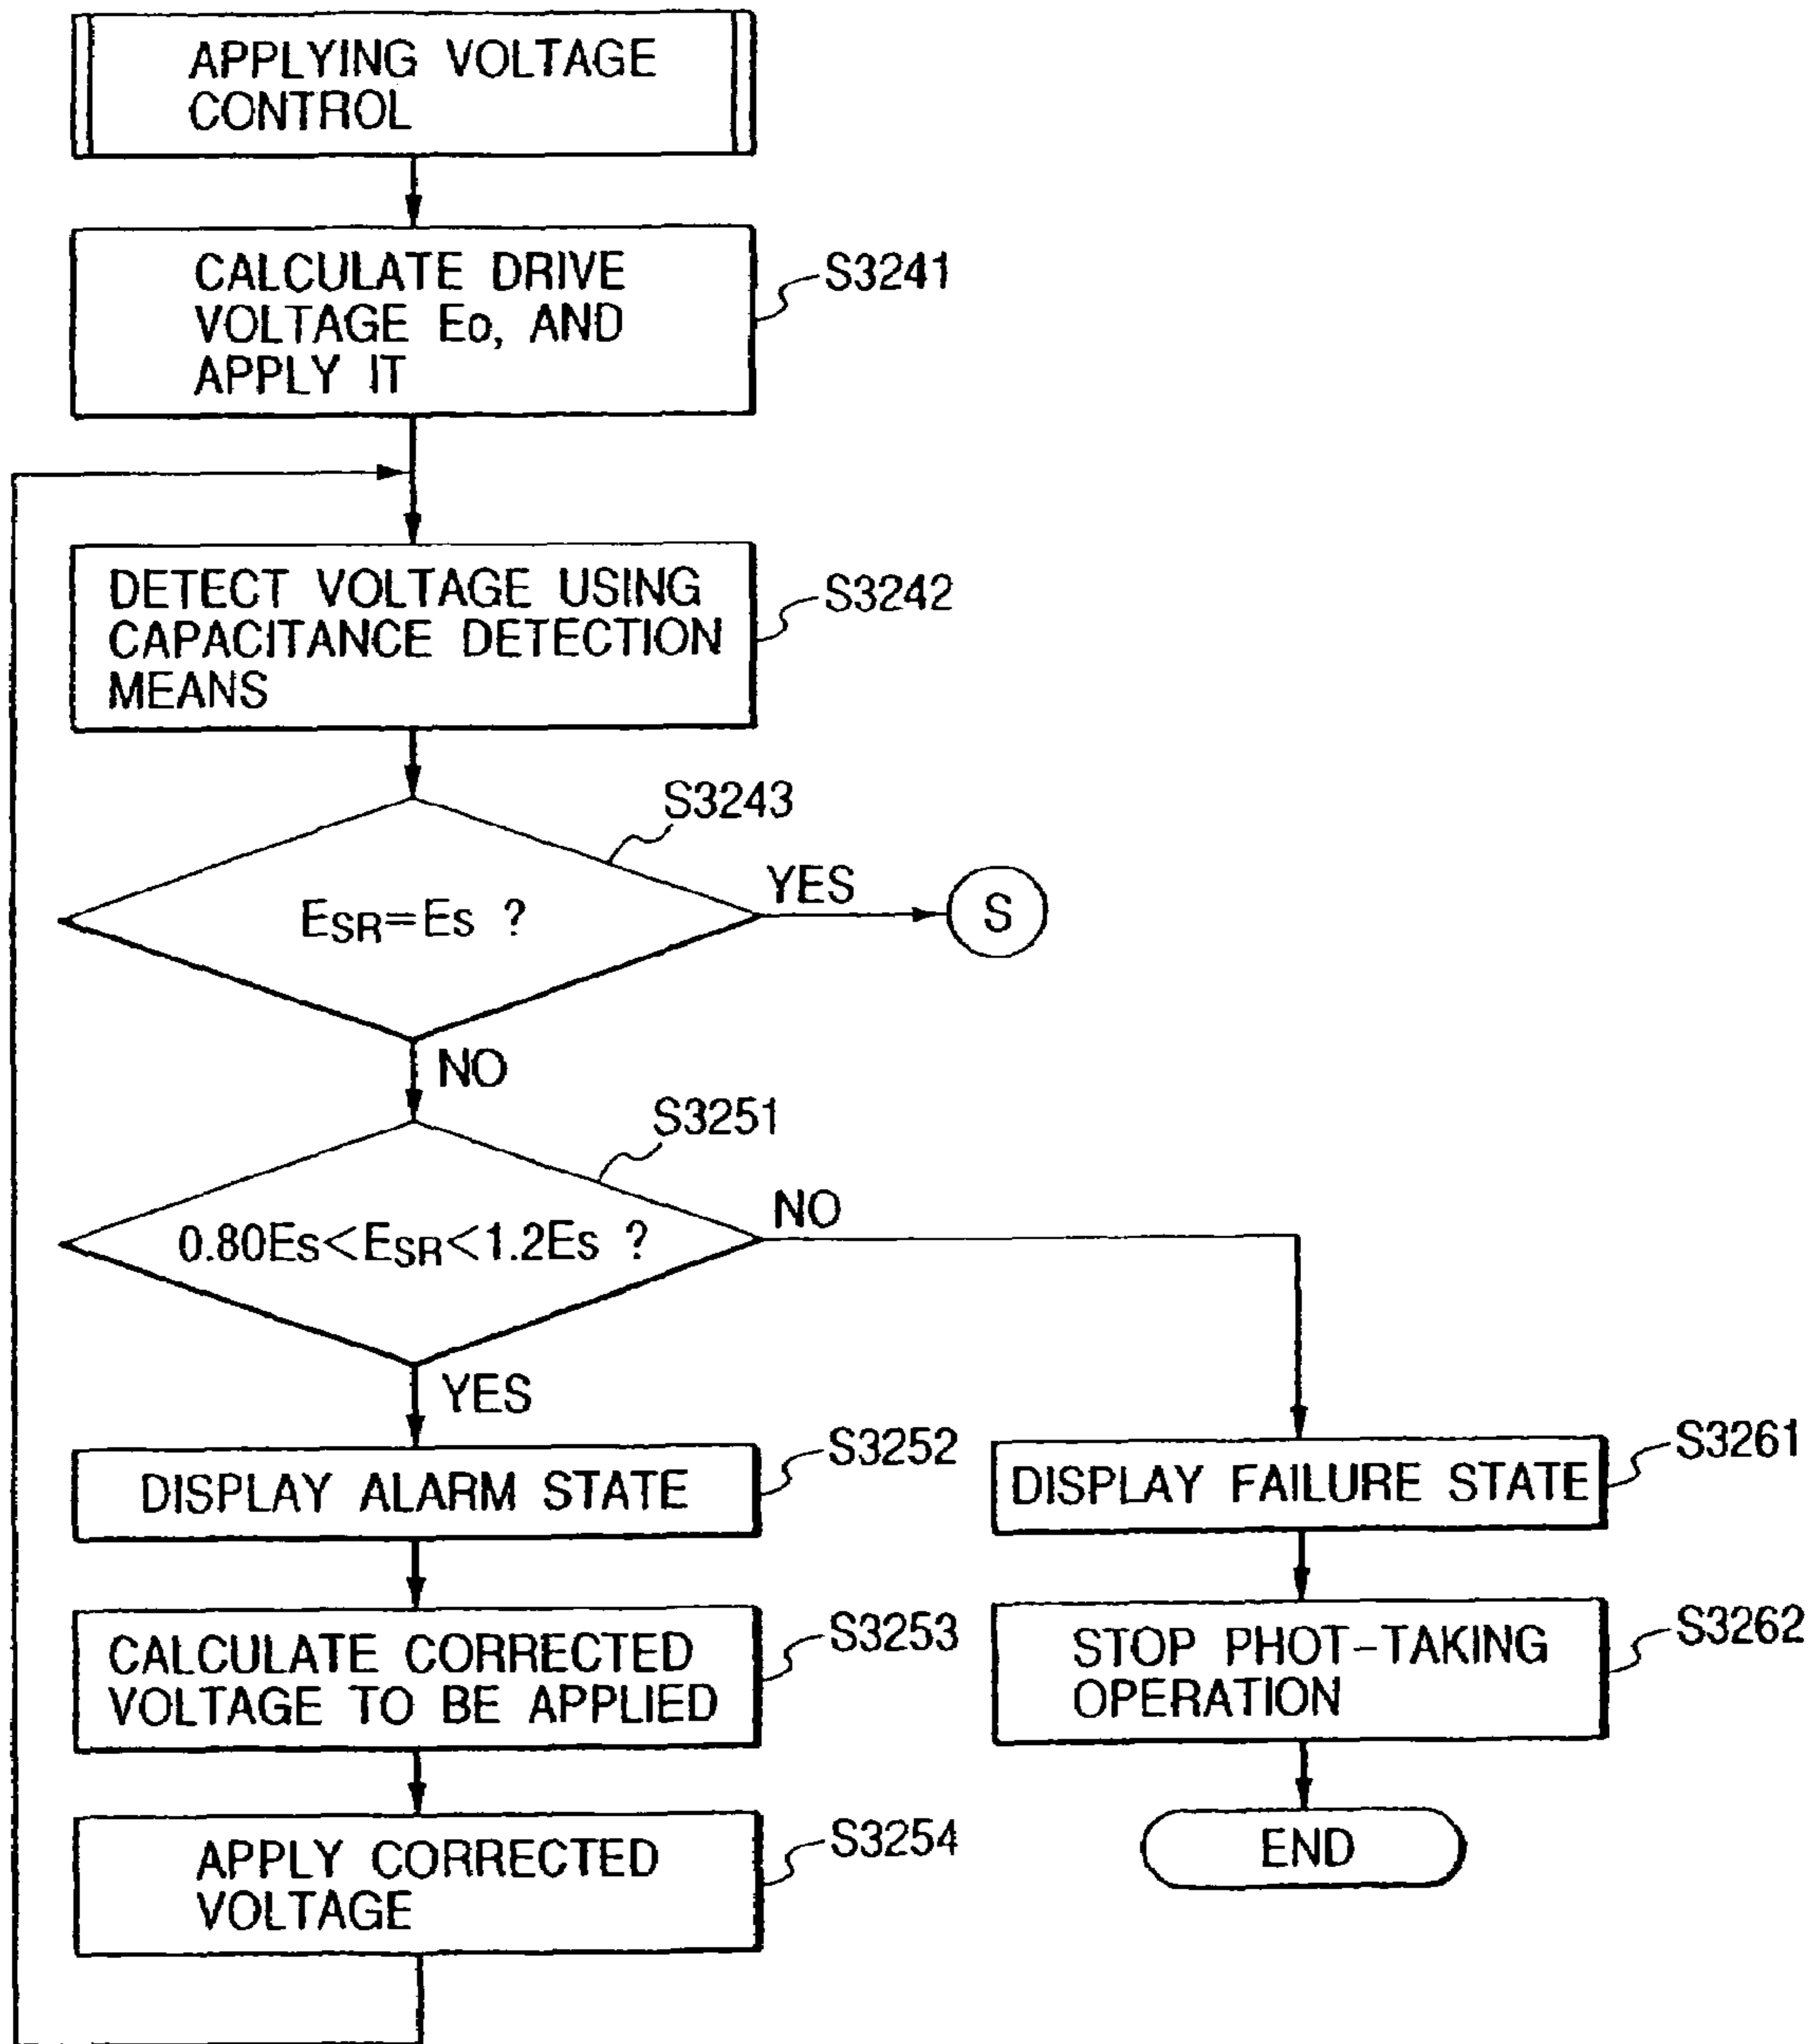 APPLYING VOLTAGE
CONTROL
CALCULATE DRIVE
VOLTAGE Eo, AND
APPLY IT
S3241
DETECT VOLTAGE USING
CAPACITANCE DETECTION
MEANS
S3242
S3243
ESR=Es ?
YES
S
NO
S3251
0.80Es<ESR<1.2Es ?
NO
YES
DISPLAY ALARM STATE
S3252
DISPLAY FAILURE STATE
S3261
CALCULATE CORRECTED
VOLTAGE TO BE APPLIED
S3253
STOP PHOT-TAKING
OPERATION
S3262
APPLY CORRECTED
VOLTAGE
S3254
END